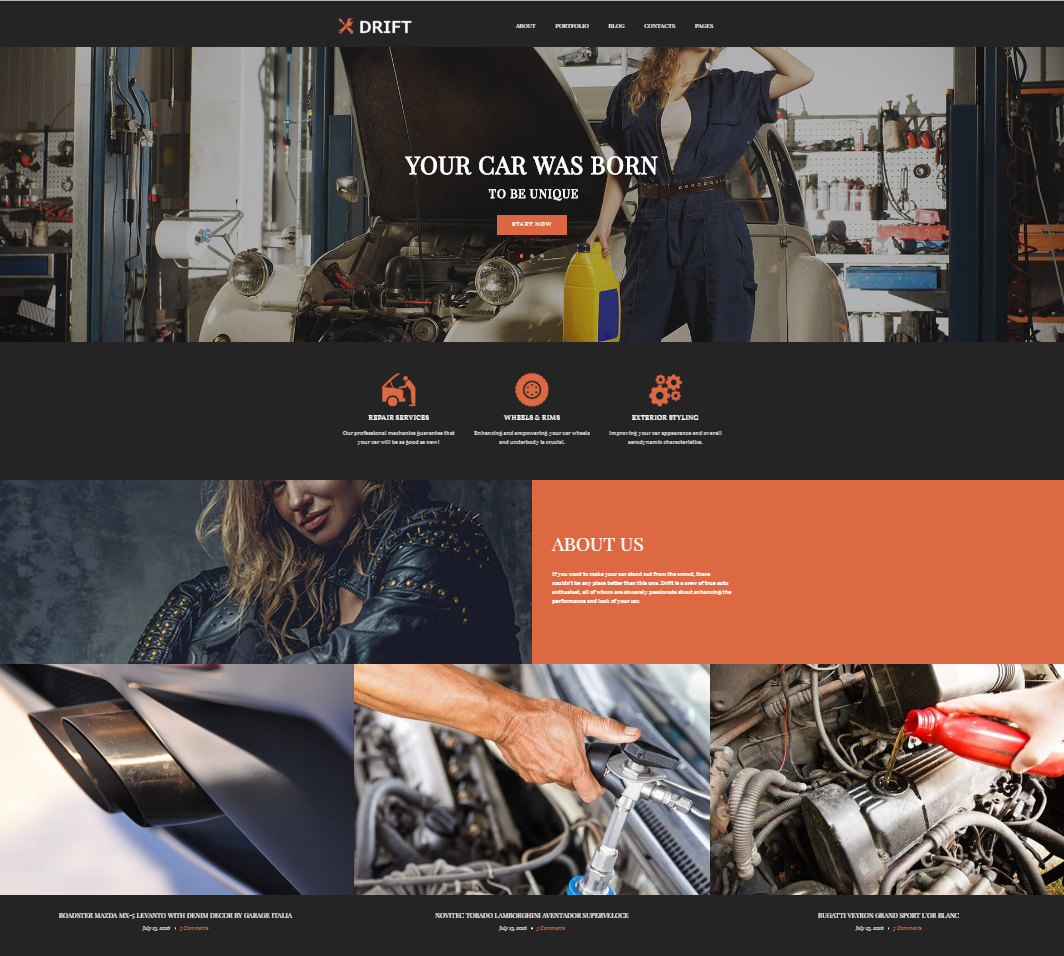 DRIFT
ABOUT PORTFOLIO BLOG CONTACTS PAGES
YOUR CAR WAS BORN
TO BE UNIQUE
START NOW
REPAIR SERVICES
Our professional mechanics guarantee that
your car will be as good as new!
WHEELS & RIMS
Enhancing and empowering your car wheels
and underbody is crucial.
EXTERIOR STYLING
Improving your car appearance and overall
aerodynamic characteristics.
ABOUT US
If you want to make your car stand out from the crowd, there
couldn't be any place better than this one. Drift is a crew of true auto
enthusiast, all of whom are sincerely passionate about enhancing the
performance and look of your car.
ROADSTER MAZDA MX-5 LEVANTO WITH DENIM DECOR BY GARAGE ITALIA
July 25, 2016 • 3 Comments
NOVITEC TORADO LAMBORGHINI AVENTADOR SUPERVELOCE
July 25, 2016 • 3 Comments
BUGATTI VEYRON GRAND SPORT L'OR BLANC
July 25, 2016 • 3 Comments